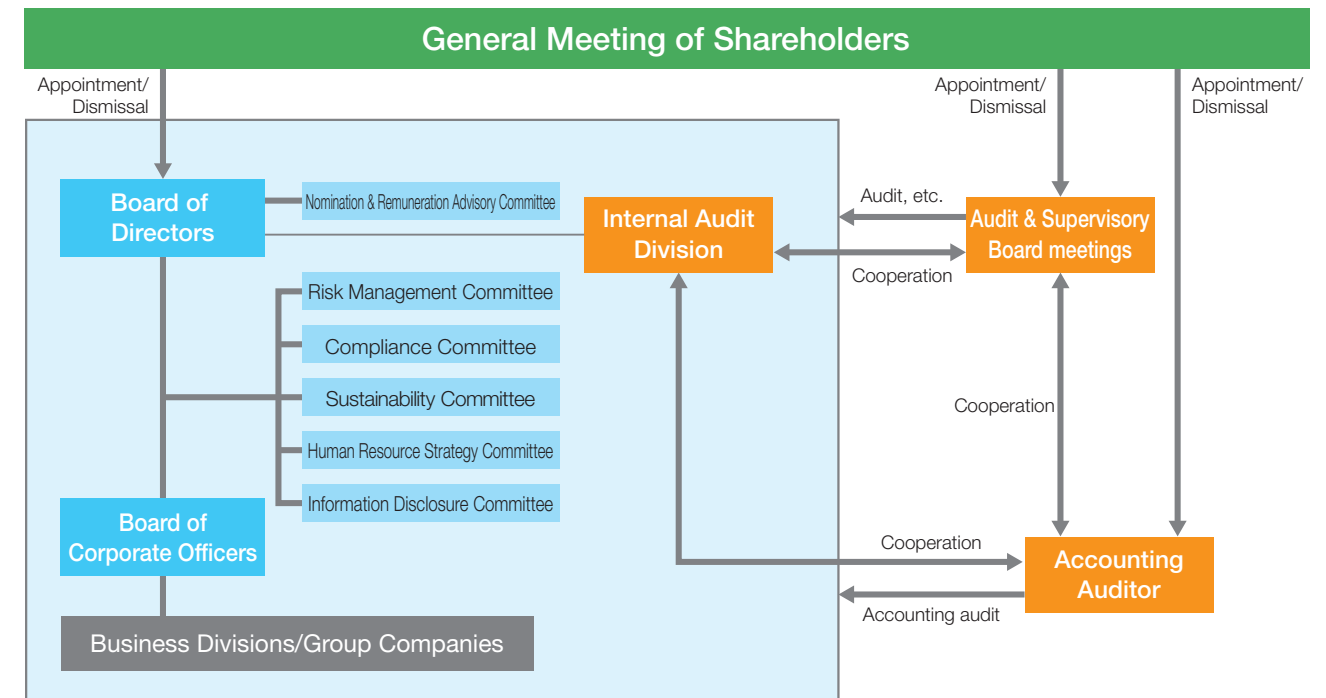 General Meeting of Shareholders
Appointment/
Dismissal
Appointment/
Dismissal
Appointment/
Dismissal
Board of
Directors
Nomination & Remuneration Advisory Committee
Internal Audit
Division
Audit, etc.
Audit & Supervisory
Board meetings
Cooperation
Risk Management Committee
Compliance Committee
Sustainability Committee
Cooperation
Human Resource Strategy Committee
Information Disclosure Committee
Board of
Corporate Officers
Cooperation
Accounting
Auditor
Accounting audit
Business Divisions/Group Companies